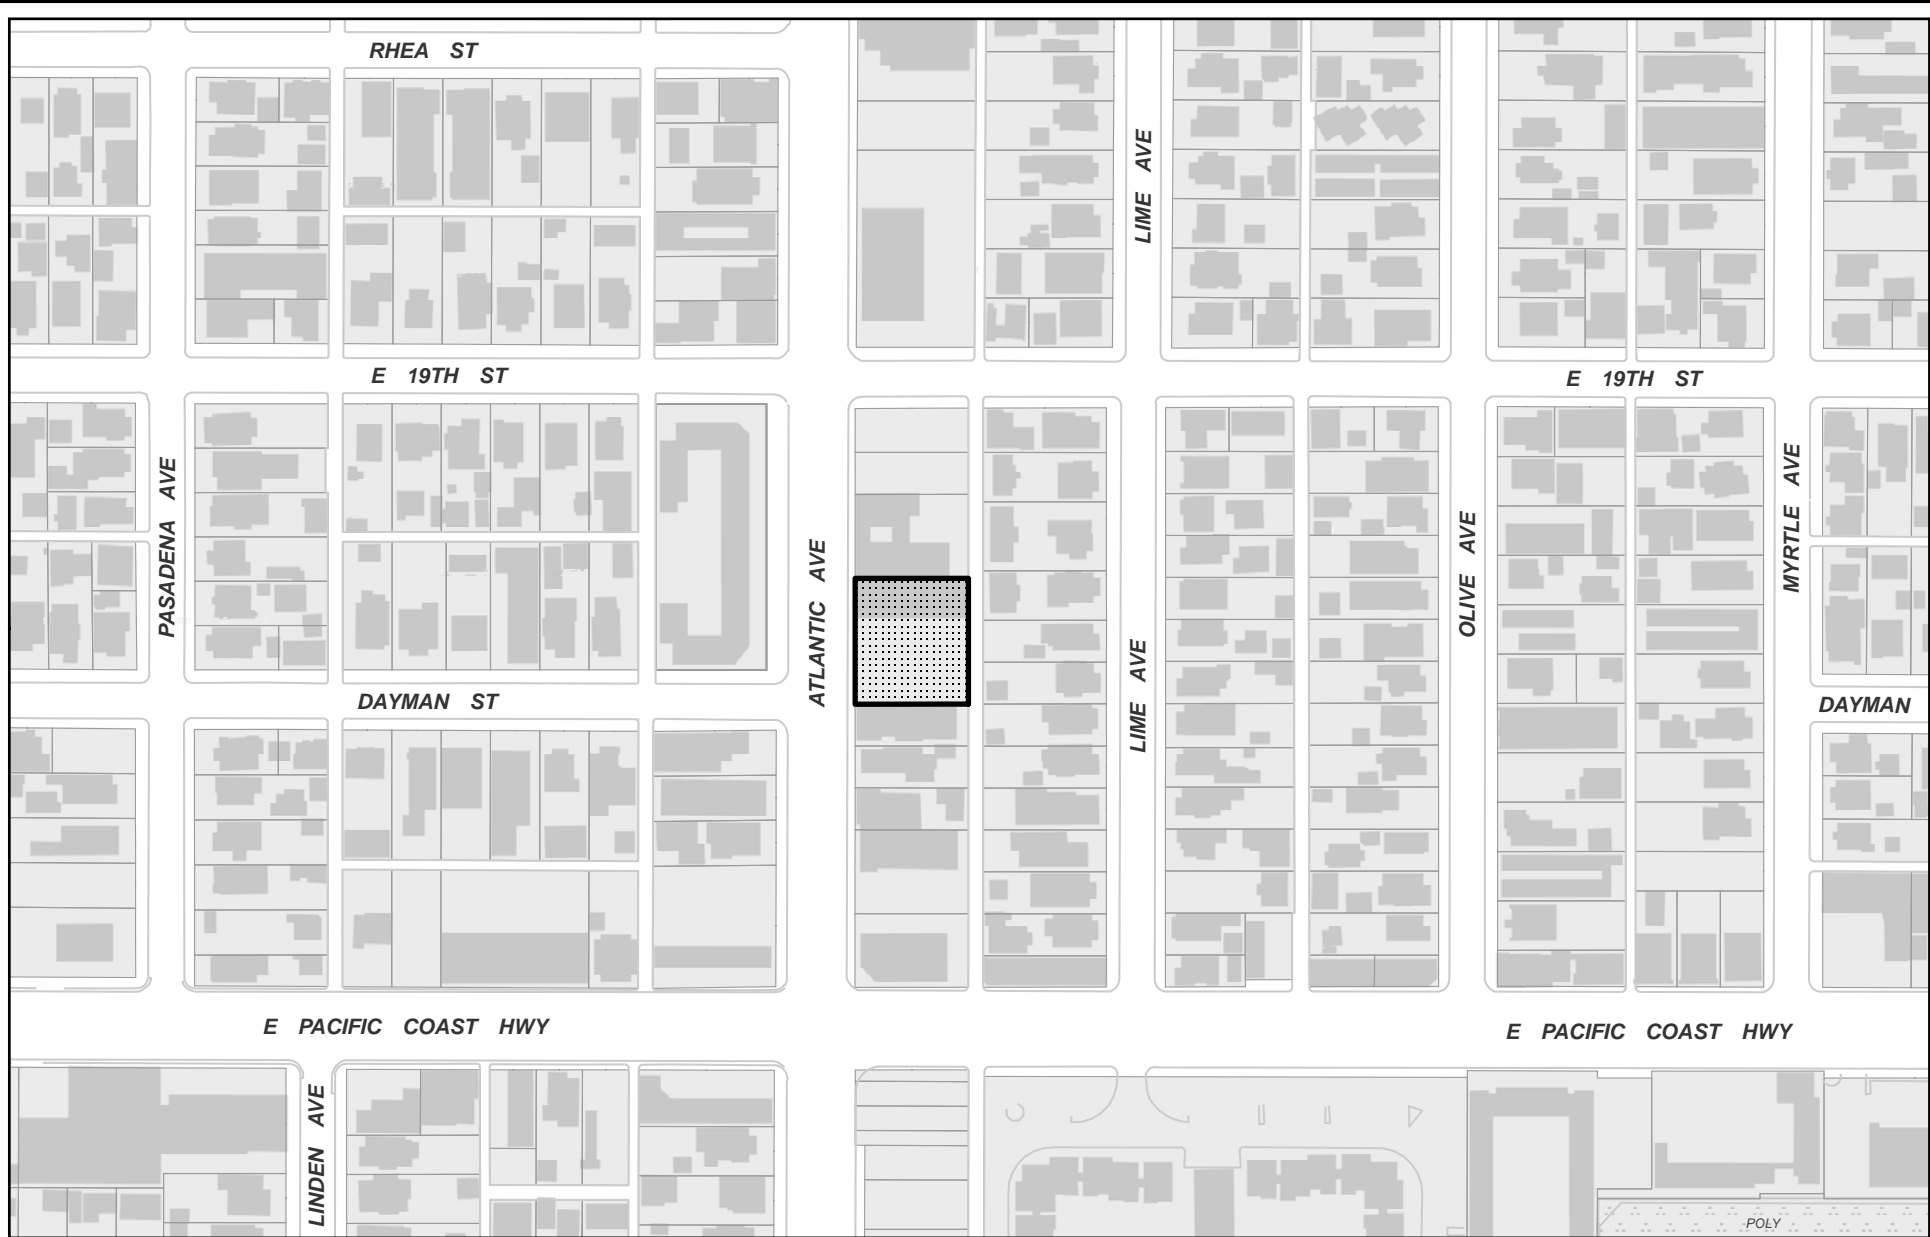 RHEA ST
LIME AVE
E 19TH ST
E 19TH ST
PASADENA AVE
ATLANTIC AVE
OLIVE AVE
MYRTLE AVE
LIME AVE
DAYMAN ST
DAYMAN
E PACIFIC COAST HWY
E PACIFIC COAST HWY
LINDEN AVE
POLY